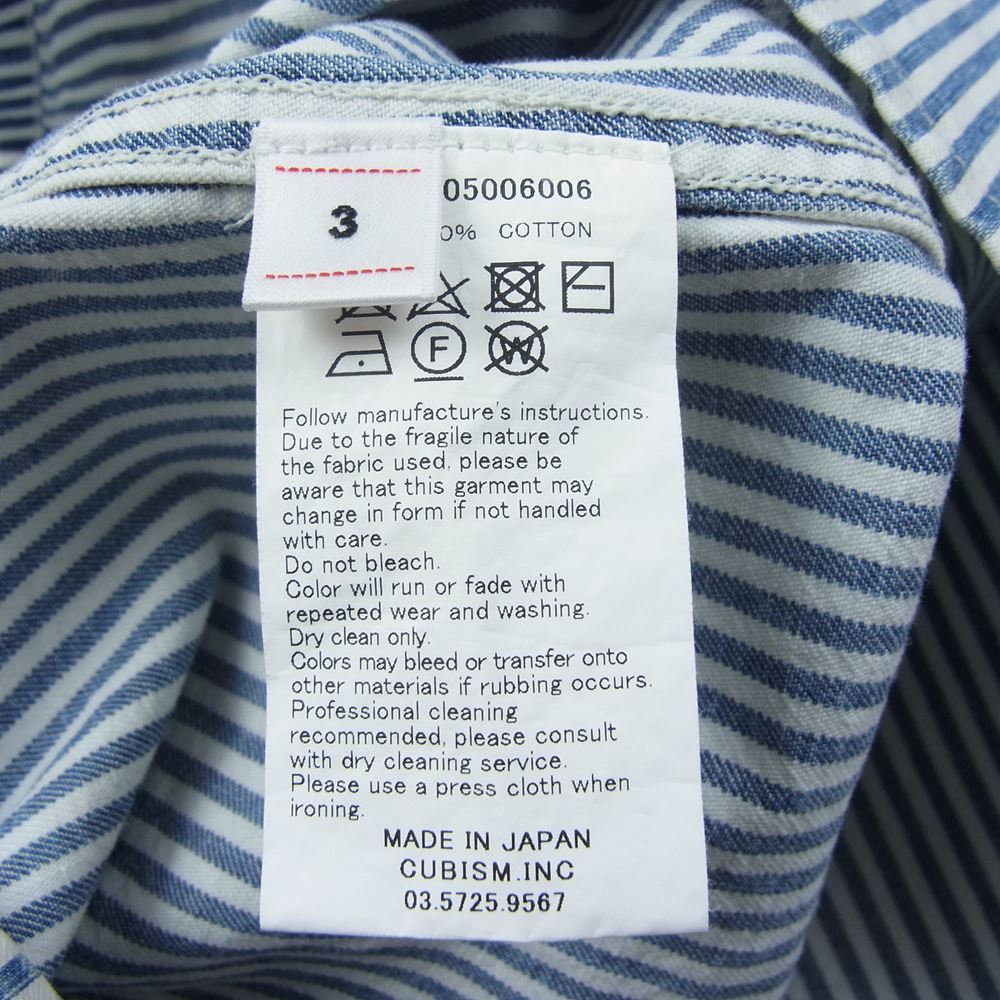 3
05006006
0% COTTON
F
W
Follow manufacture's instructions.
Due to the fragile nature of
the fabric used, please be
aware that this garment may
change in form if not handled
with care.
Do not bleach.
Color will run or fade with
repeated wear and washing.
Dry clean only.
Colors may bleed or transfer onto
other materials if rubbing occurs.
Professional cleaning
recommended, please consult
with dry cleaning service.
Please use a press cloth when
ironing.
MADE IN JAPAN
CUBISM.INC
03.5725.9567